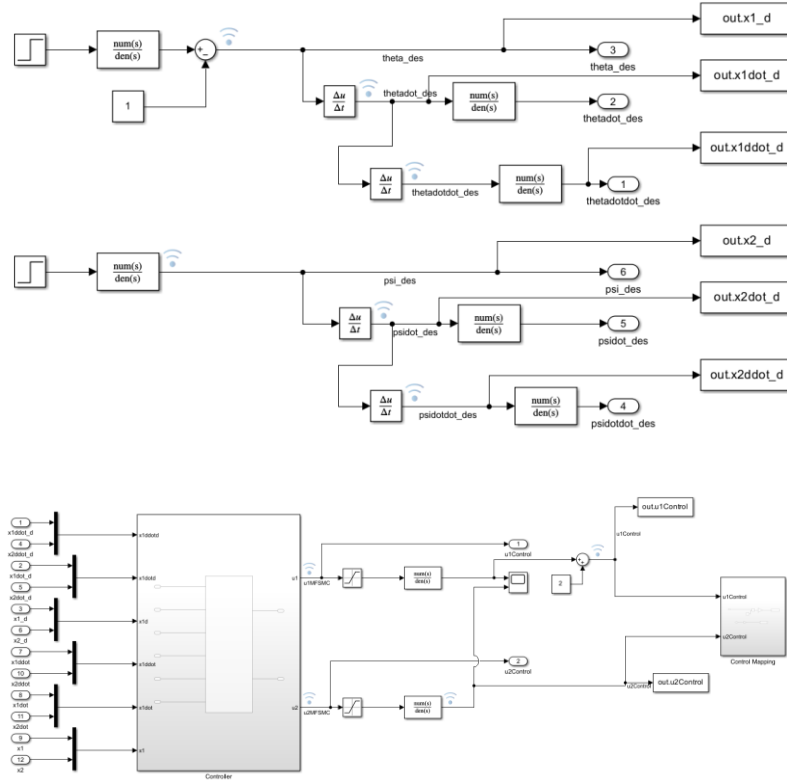 out.x1_d
num(s)
den(s)
theta_des
3
theta_des
out.x1dot_d
1
Δu
Δt
thetadot_des
num(s)
den(s)
2
thetadot_des
out.x1ddot_d
Δu
Δt
thetadotdot_des
num(s)
den(s)
1
thetadotdot_des
out.x2_d
num(s)
den(s)
psi_des
6
psi_des
out.x2dot_d
Δu
Δt
psidot_des
num(s)
den(s)
5
psidot_des
out.x2ddot_d
Δu
Δt
psidotdot_des
num(s)
den(s)
4
psidotdot_des
1
x1ddot_d
4
x2ddot_d
2
x1dot_d
5
x2dot_d
3
x1_d
6
x2_d
7
x1ddot
10
x2ddot
8
x1dot
11
x2dot
9
x1
12
x2
x1ddotd
x1dotd
x1d
x1ddot
x1dot
x1
u1
u2
Controller
u1MFSMC
num(s)
den(s)
1
u1Control
2
u1Control
out.u1Control
u2MFSMC
num(s)
den(s)
2
u2Control
u2Control
out.u2Control
u1Control
u2Control
Control Mapping